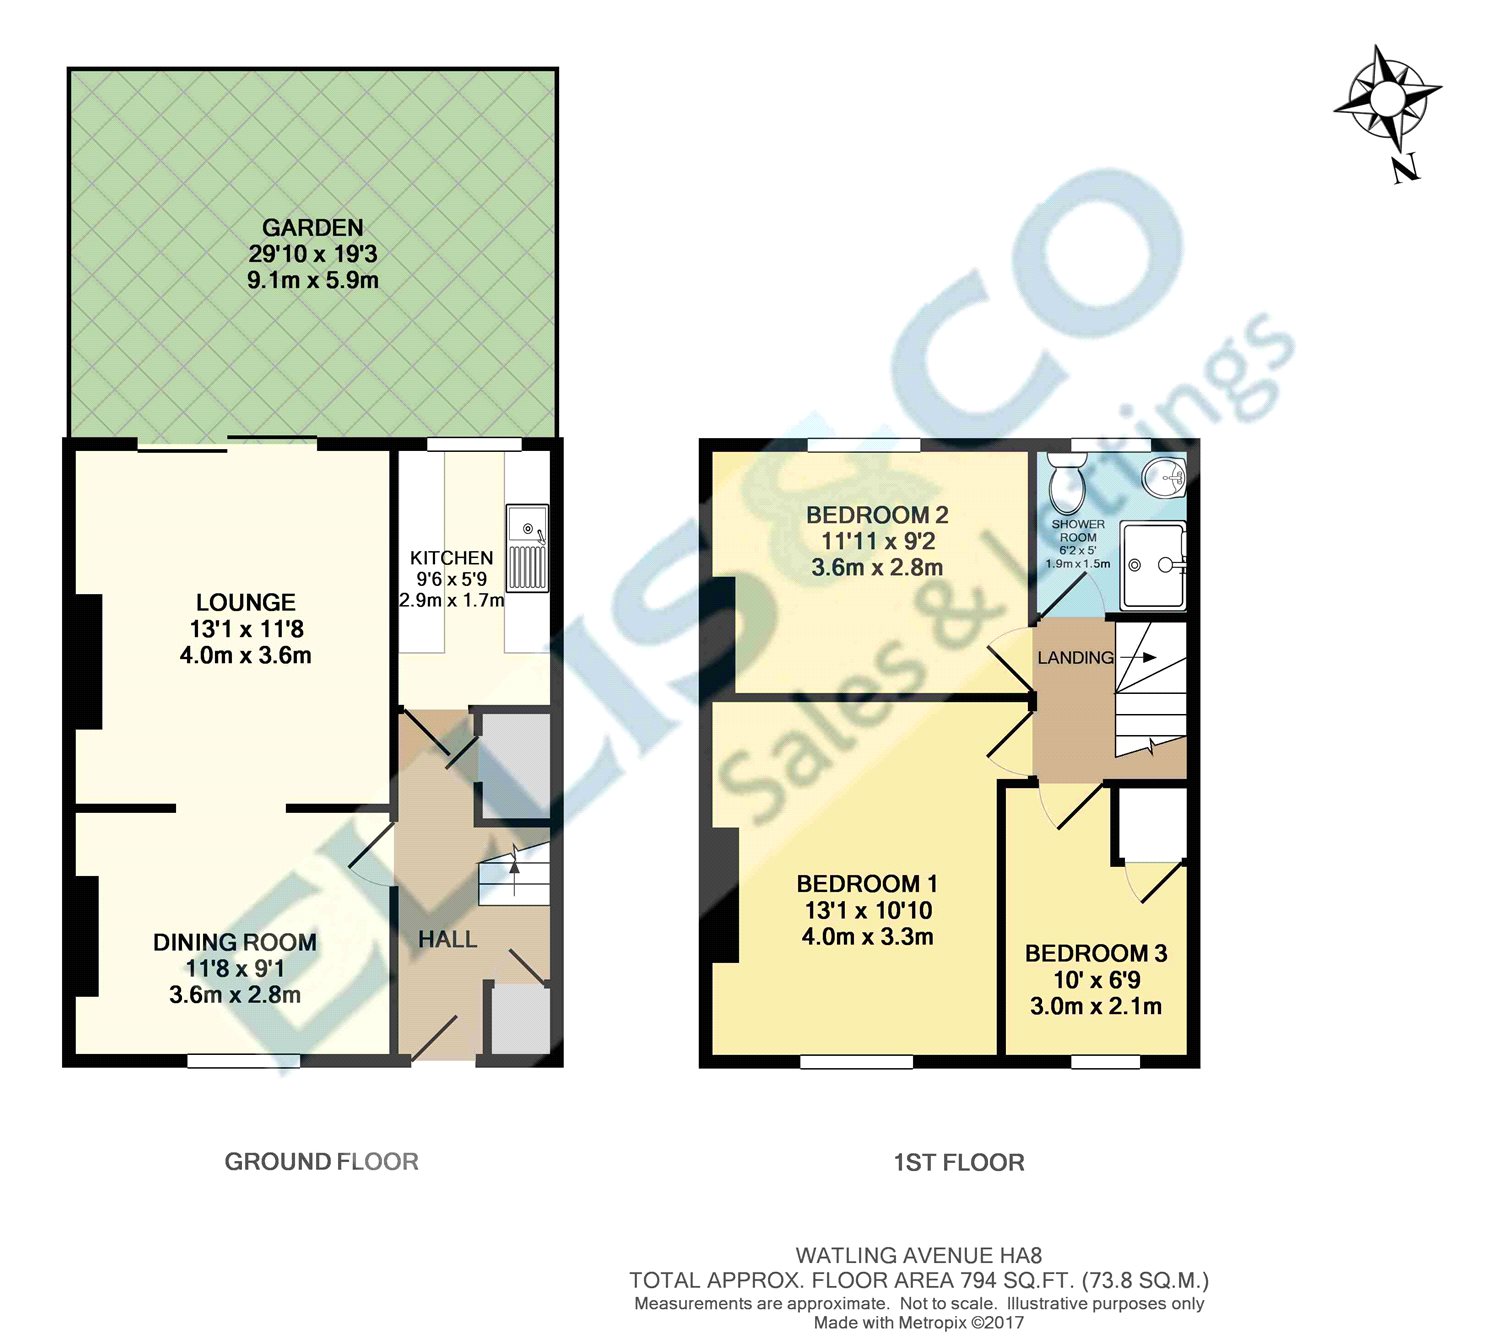 N
GARDEN
29'10 x 19'3
9.1m x 5.9m
LOUNGE
13'1 x 11'8
4.0m x 3.6m
KITCHEN
9'6 x 5'9
2.9m x 1.7m
DINING ROOM
11'8 x 9'1
3.6m x 2.8m
HALL
GROUND FLOOR
BEDROOM 2
11'11 x 9'2
3.6m x 2.8m
SHOWER
ROOM
6'2 x 5'
1.9m x 1.5m
LANDING
BEDROOM 1
13'1 x 10'10
4.0m x 3.3m
BEDROOM 3
10' x 6'9
3.0m x 2.1m
1ST FLOOR
ELLIS&CO
Sales & Lettings
WATLING AVENUE HA8
TOTAL APPROX. FLOOR AREA 794 SQ.FT. (73.8 SQ.M.)
Measurements are approximate.  Not to scale.  Illustrative purposes only
Made with Metropix ©2017